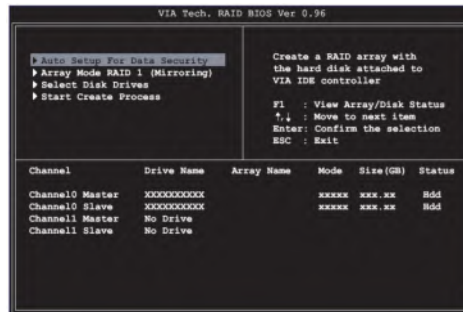 VIA Tech. RAID BIOS Ver 0.96
Auto Setup For Data Security
Array Mode RAID 1 (Mirroring)
Select Disk Drives
Start Create Process
Create a RAID array with
the hard disk attached to
VIA IDE controller
F1 : View Array/Disk Status
↑,↓ : Move to next item
Enter: Confirm the selection
ESC : Exit
Channel Drive Name Array Name Mode Size(GB) Status
Channel0 Master XXXXXXXXXX xxxxx xxx.xx Hdd
Channel0 Slave XXXXXXXXXX xxxxx xxx.xx Hdd
Channel1 Master No Drive
Channel1 Slave No Drive